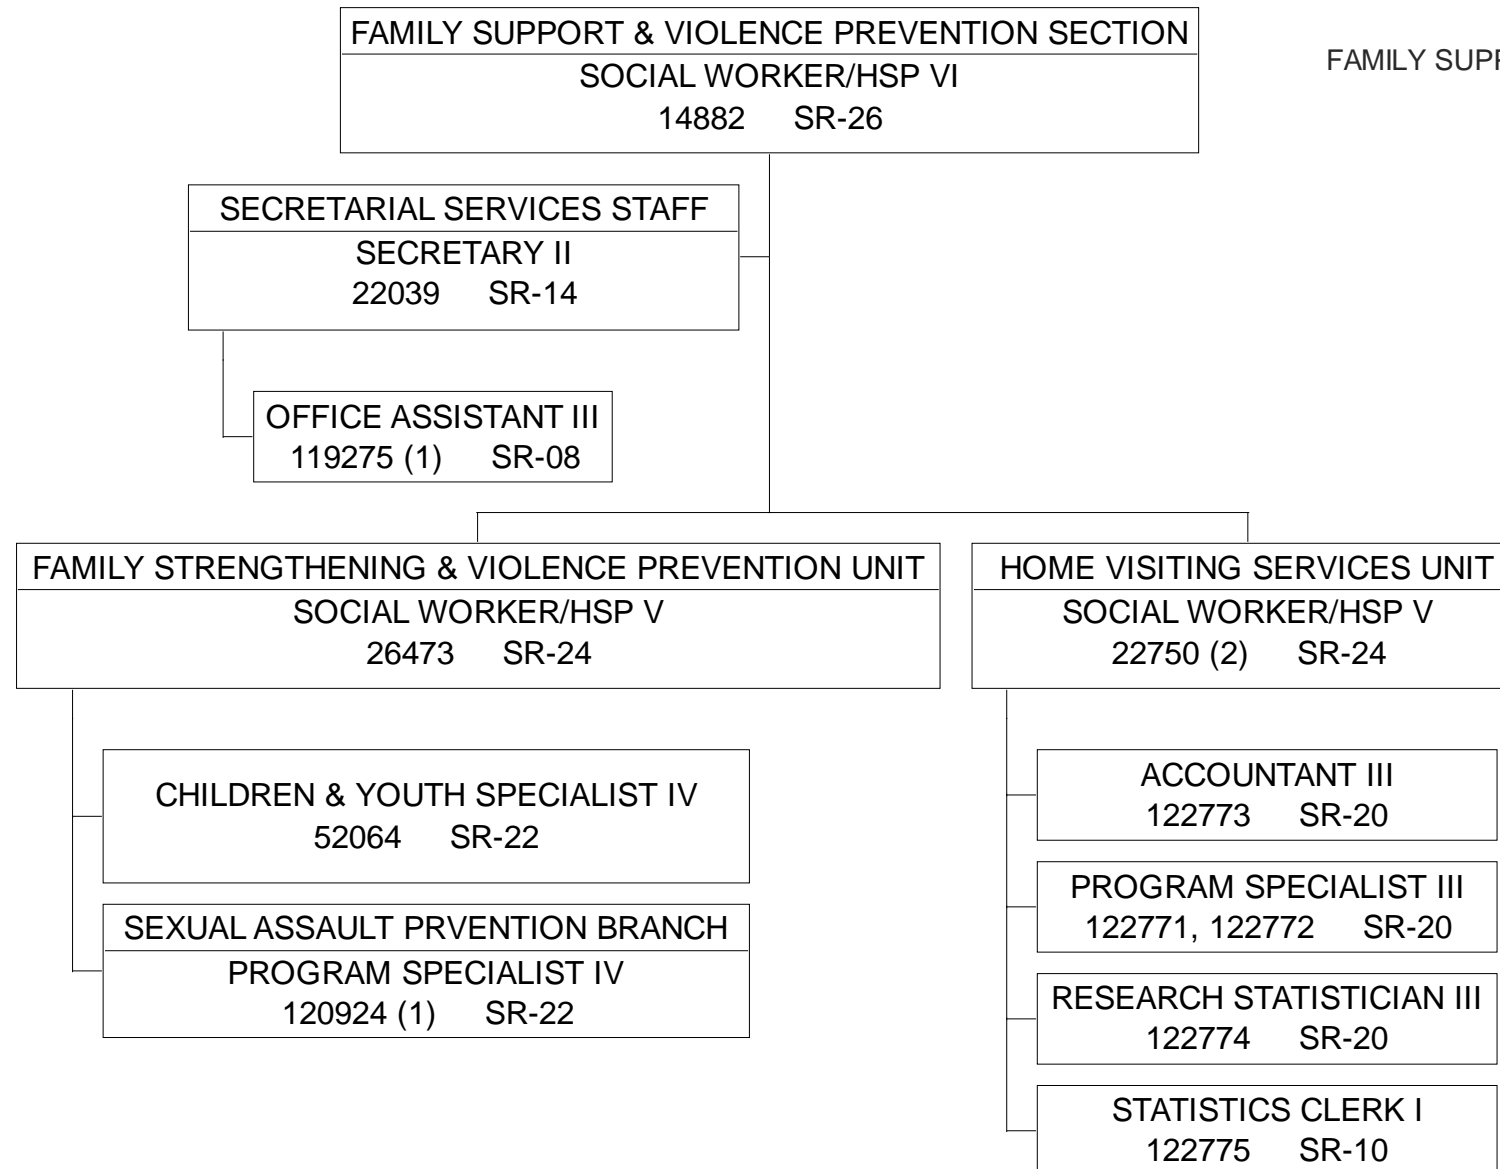 FAMILY SUPPORT & VIOLENCE PREVENTION SECTION
SOCIAL WORKER/HSP VI
14882 SR-26
SECRETARIAL SERVICES STAFF
SECRETARY II
22039 SR-14
OFFICE ASSISTANT III
119275 (1) SR-08
FAMILY STRENGTHENING & VIOLENCE PREVENTION UNIT
SOCIAL WORKER/HSP V
26473 SR-24
CHILDREN & YOUTH SPECIALIST IV
52064 SR-22
SEXUAL ASSAULT PRVENTION BRANCH
PROGRAM SPECIALIST IV
120924 (1) SR-22
HOME VISITING SERVICES UNIT
SOCIAL WORKER/HSP V
22750 (2) SR-24
ACCOUNTANT III
122773 SR-20
PROGRAM SPECIALIST III
122771, 122772 SR-20
RESEARCH STATISTICIAN III
122774 SR-20
STATISTICS CLERK I
122775 SR-10
FAMILY